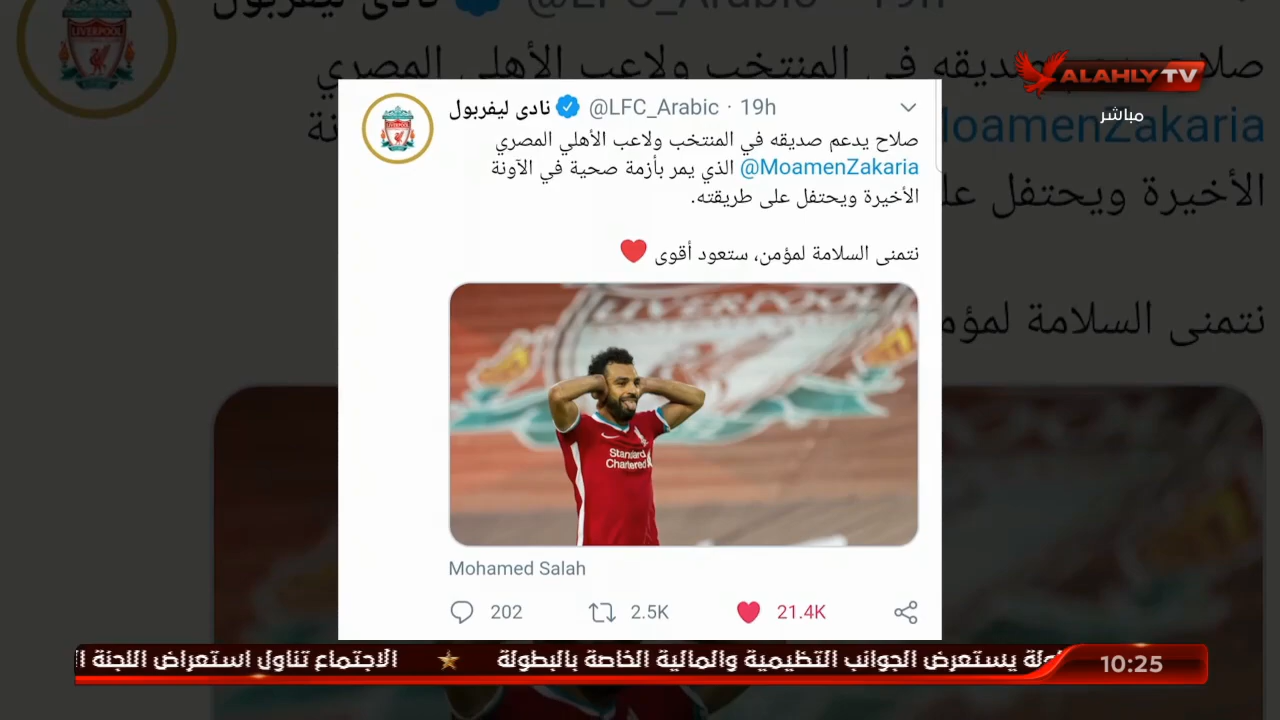 نادى ليفربول @LFC_Arabic · 19h
صلاح يدعم صديقه في المنتخب ولاعب الأهلي المصري
@MoamenZakaria الذي يمر بأزمة صحية في الآونة
الأخيرة ويحتفل على طريقته.
نتمنى السلامة لمؤمن، ستعود أقوى ❤️
Standard
Chartered
Mohamed Salah
202
2.5K
21.4K
ALAHLY TV
مباشر
يستعرض الجوانب التظيمية والمالية الخاصة بالبطولة
الاجتماع تناول استعراض اللجنة
10:25